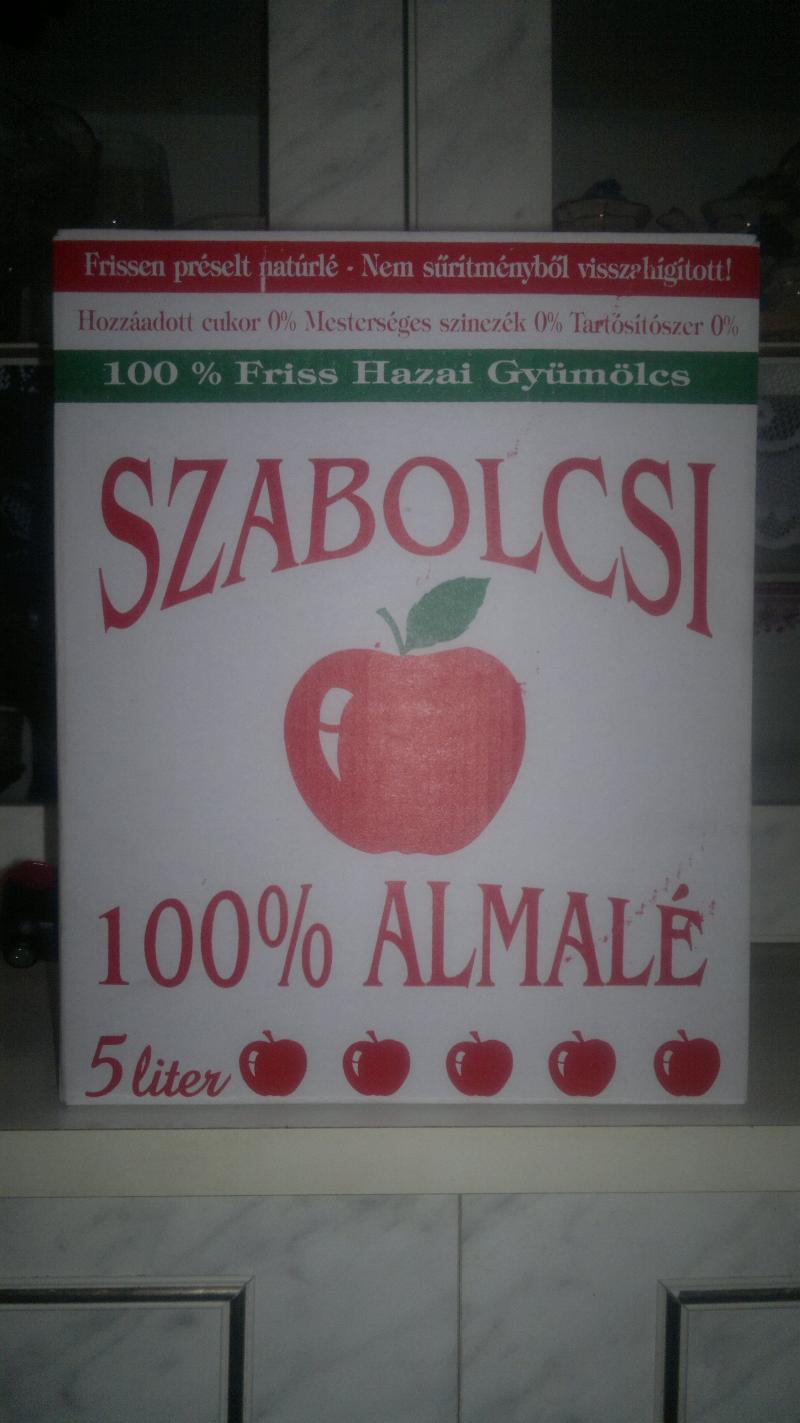 Frissen préselt natúrlé - Nem sűrítményből visszahígított!
Hozzáadott cukor 0% Mesterséges szinezék 0% Tartósítószer 0%
100 % Friss Hazai Gyümölcs
SZABOLCSI
100% ALMALÉ
5 liter